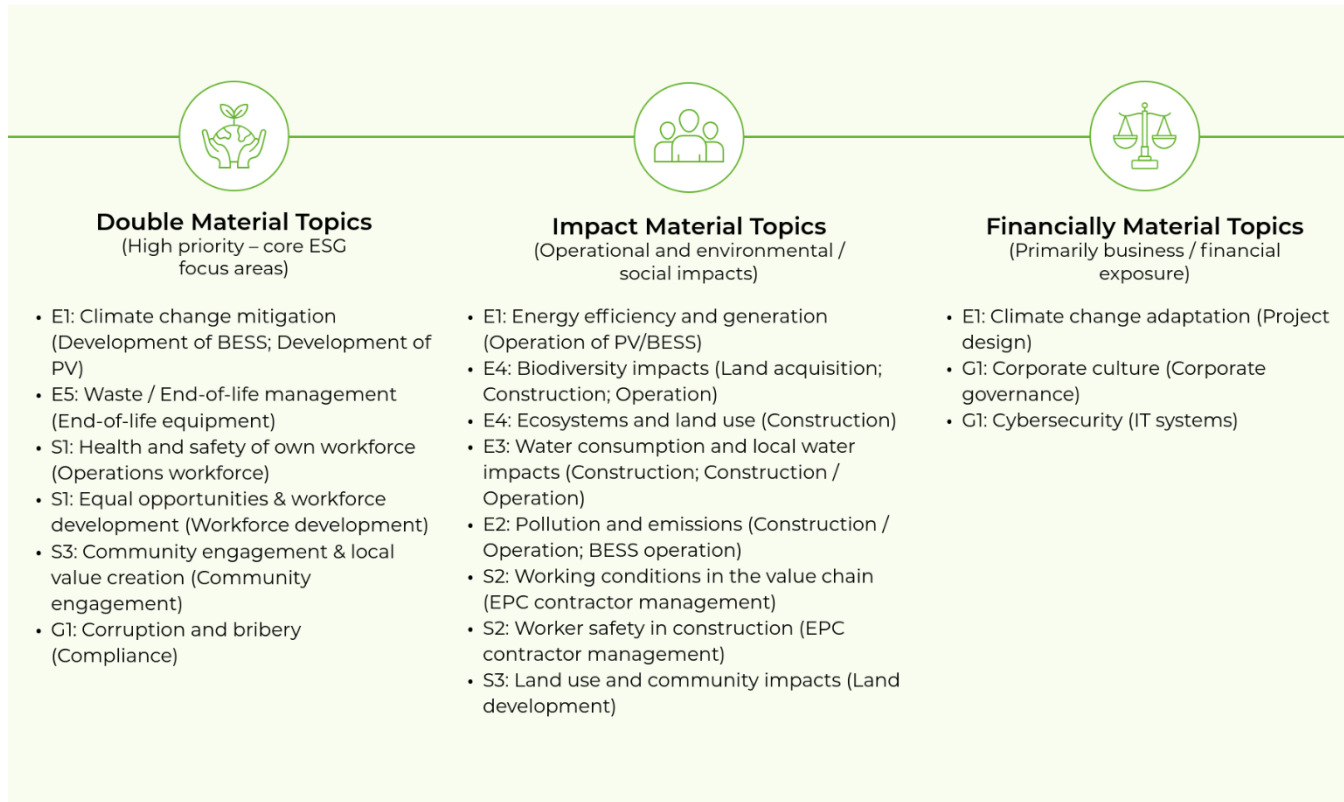 Double Material Topics
(High priority – core ESG
focus areas)
• E1: Climate change mitigation
(Development of BESS; Development of
PV)
• E5: Waste / End-of-life management
(End-of-life equipment)
• S1: Health and safety of own workforce
(Operations workforce)
• S1: Equal opportunities & workforce
development (Workforce development)
• S3: Community engagement & local
value creation (Community
engagement)
• G1: Corruption and bribery
(Compliance)
Impact Material Topics
(Operational and environmental /
social impacts)
• E1: Energy efficiency and generation
(Operation of PV/BESS)
• E4: Biodiversity impacts (Land acquisition;
Construction; Operation)
• E4: Ecosystems and land use (Construction)
• E3: Water consumption and local water
impacts (Construction; Construction /
Operation)
• E2: Pollution and emissions (Construction /
Operation; BESS operation)
• S2: Working conditions in the value chain
(EPC contractor management)
• S2: Worker safety in construction (EPC
contractor management)
• S3: Land use and community impacts (Land
development)
Financially Material Topics
(Primarily business / financial
exposure)
• E1: Climate change adaptation (Project
design)
• G1: Corporate culture (Corporate
governance)
• G1: Cybersecurity (IT systems)